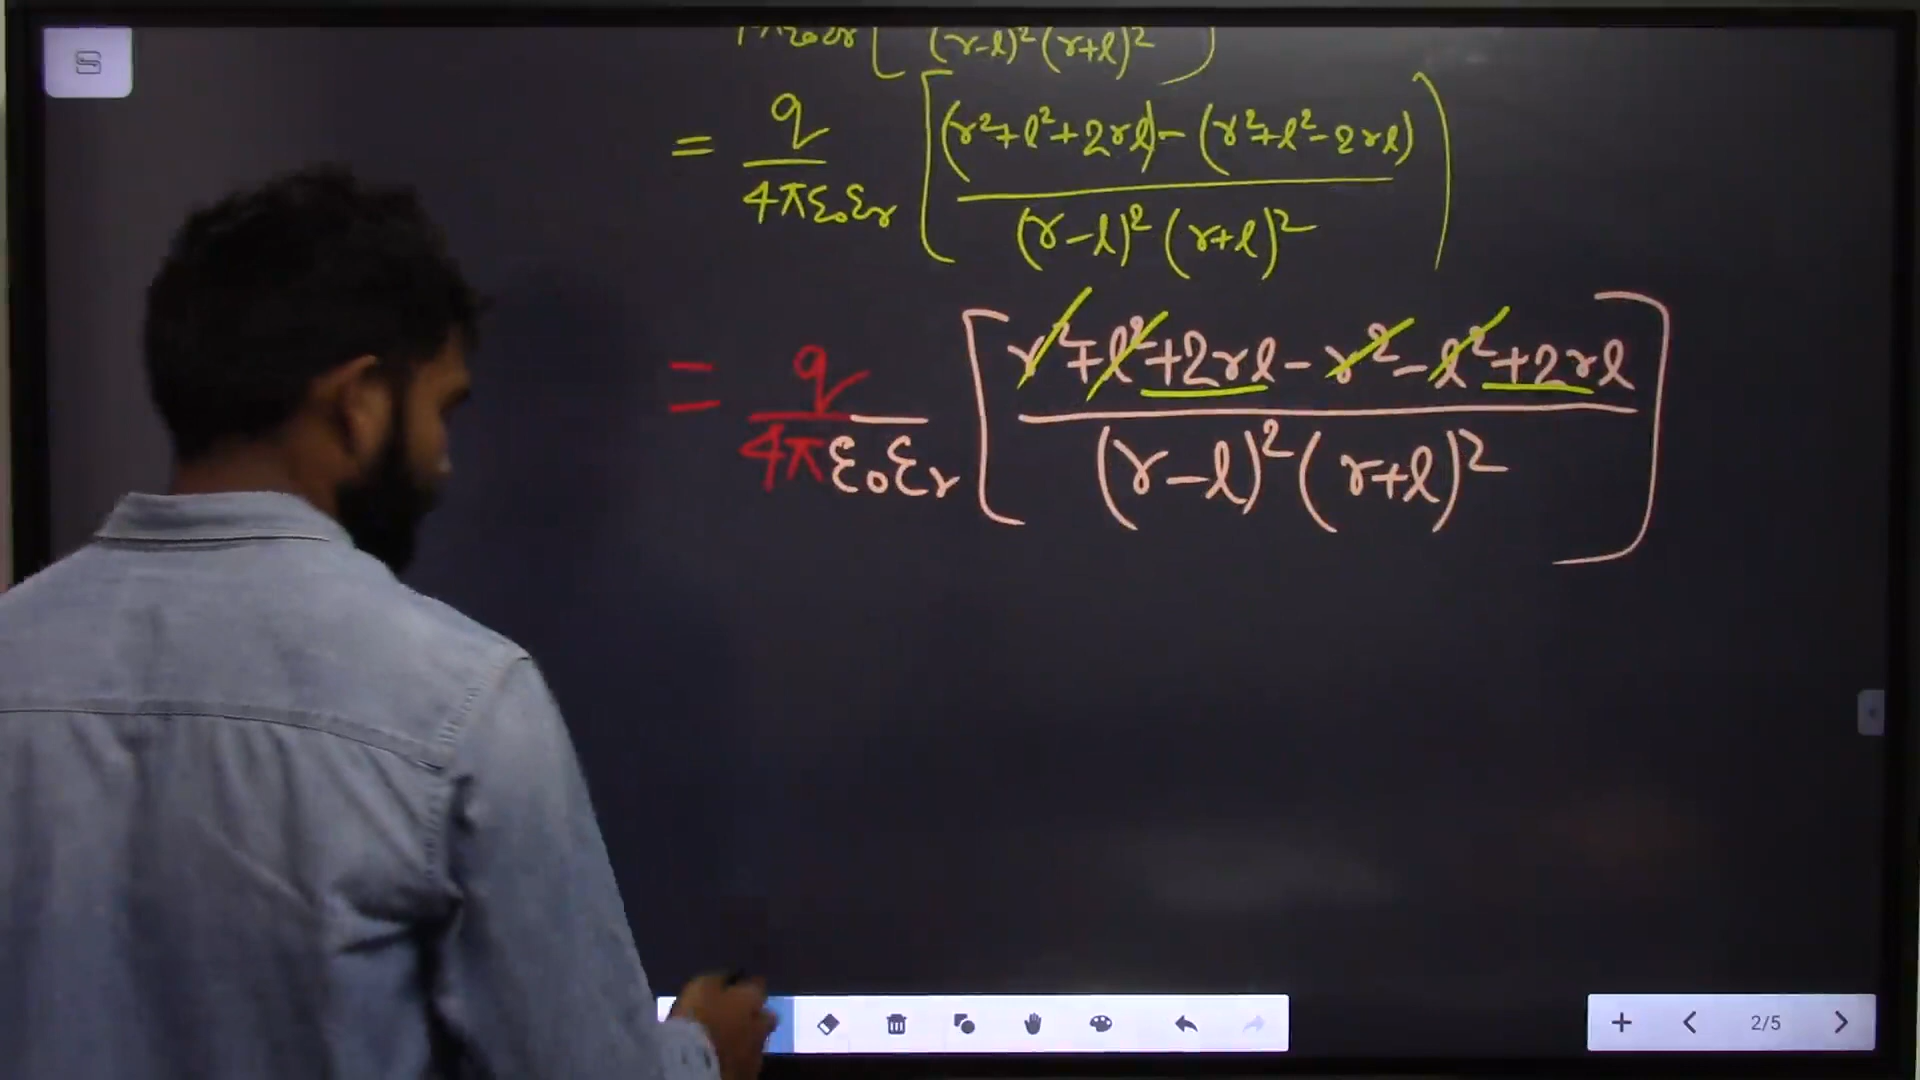 4πε₀εᵣ [ (r-l)² (r+l)² ]
= q / 4πε₀εᵣ [ (r²+l²+2rl) - (r²+l²-2rl) / (r-l)² (r+l)² ]
= q / 4πε₀εᵣ [ r²+l²+2rl - r² - l² +2rl / (r-l)² (r+l)² ]
2/5